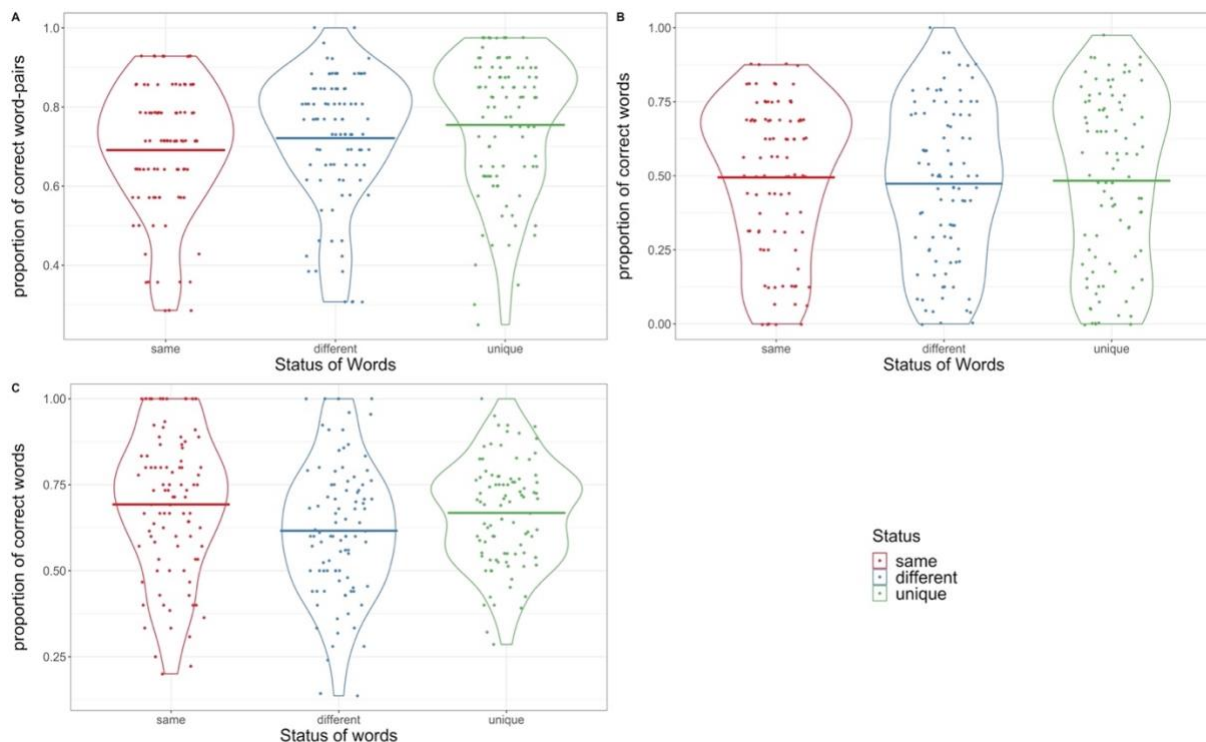 A
proportion of correct word-pairs
1.0
0.8
0.6
0.4
same different unique
Status of Words
B
proportion of correct words
1.00
0.75
0.50
0.25
0.00
same different unique
Status of Words
C
proportion of correct words
1.00
0.75
0.50
0.25
same different unique
Status of words
Status
same
different
unique